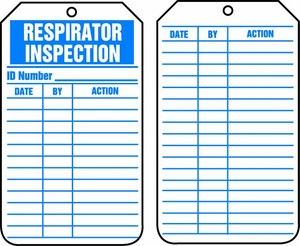 RESPIRATOR
INSPECTION
ID Number
DATE BY ACTION
DATE BY ACTION